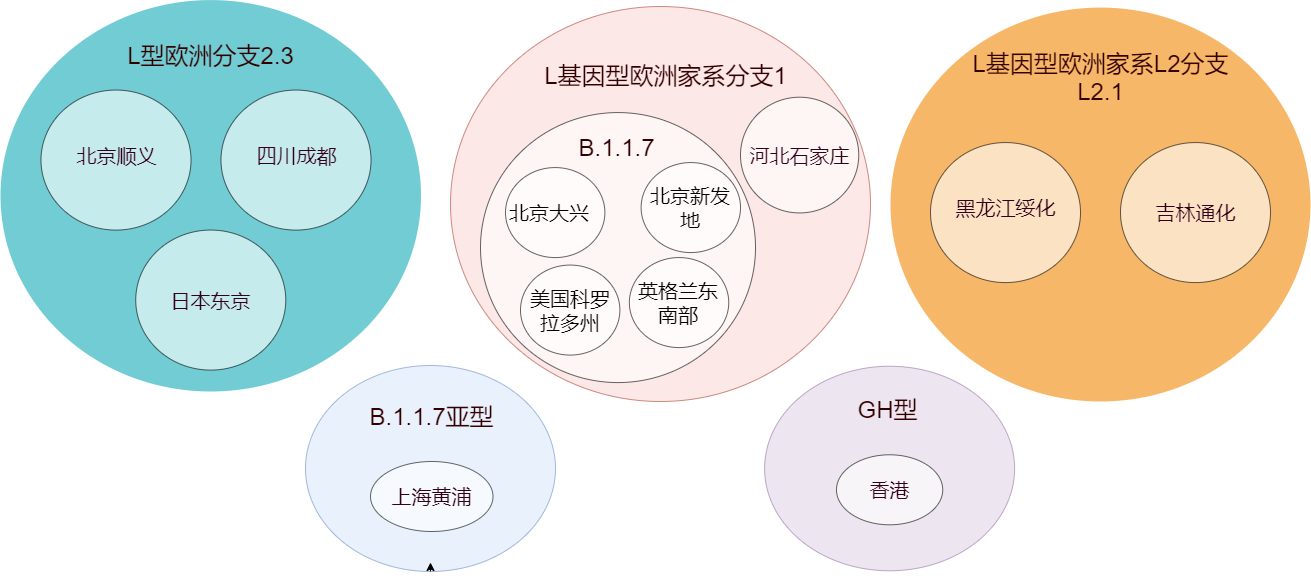 L型欧洲分支2.3
北京顺义
四川成都
日本东京
L基因型欧洲家系分支1
B.1.1.7
河北石家庄
北京大兴
北京新发
地
美国科罗
拉多州
英格兰东
南部
L基因型欧洲家系L2分支
L2.1
黑龙江绥化
吉林通化
B.1.1.7亚型
上海黄浦
GH型
香港